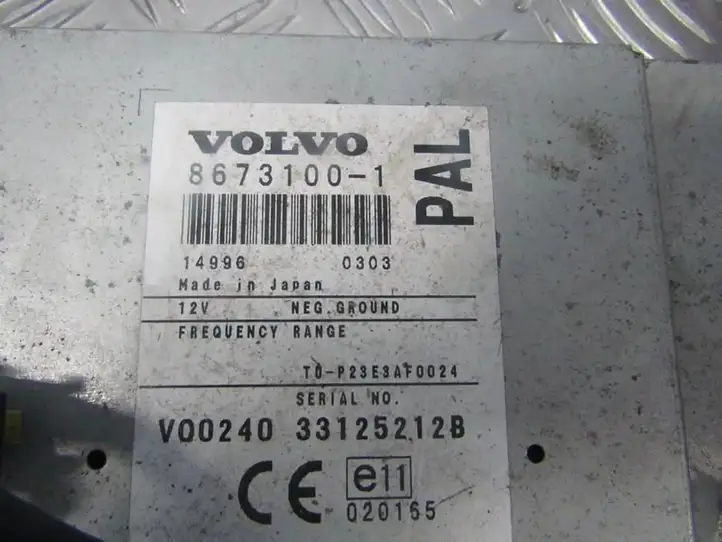 VOLVO
8673100-1
PAL
14996 0303
Made in Japan
12V NEG.GROUND
FREQUENCY RANGE
T0-P23E3AF0024
SERIAL NO.
V00240 33125212B
CE e11
020165